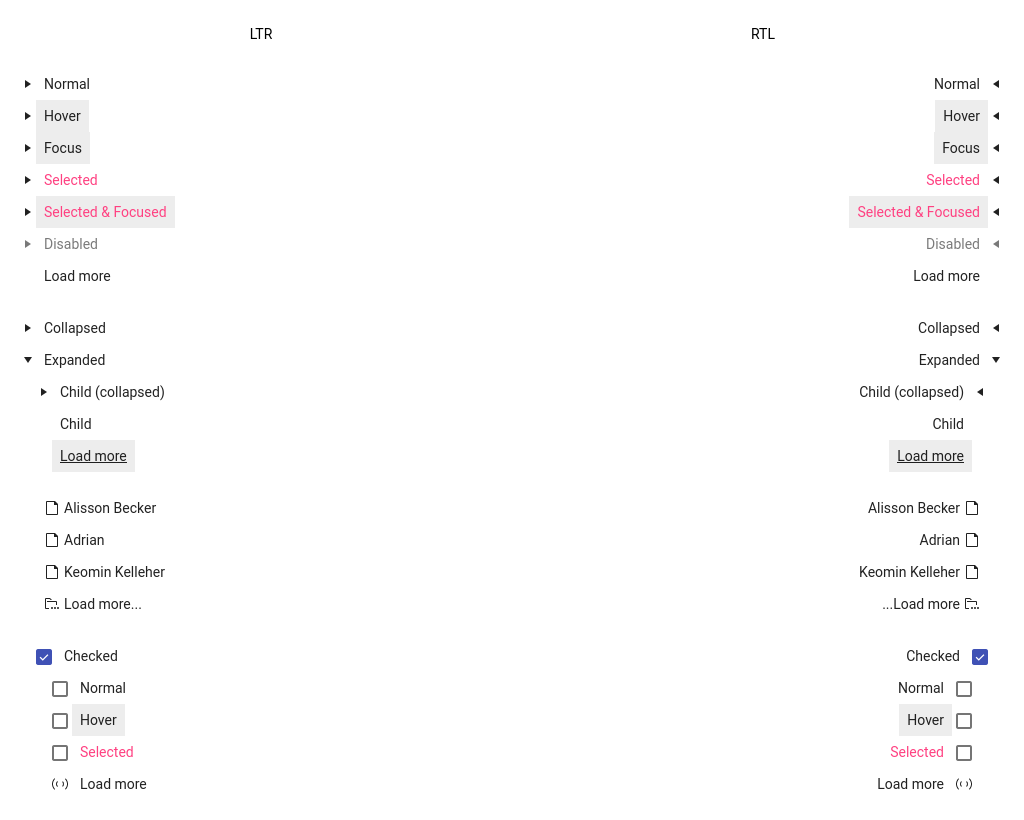 LTR
Normal
Hover
Focus
Selected
Selected & Focused
Disabled
Load more
Collapsed
Expanded
Child (collapsed)
Child
Load more
Alisson Becker
Adrian
Keomin Kelleher
Load more...
Checked
Normal
Hover
Selected
Load more
RTL
Normal
Hover
Focus
Selected
Selected & Focused
Disabled
Load more
Collapsed
Expanded
Child (collapsed)
Child
Load more
Alisson Becker
Adrian
Keomin Kelleher
...Load more
Checked
Normal
Hover
Selected
Load more